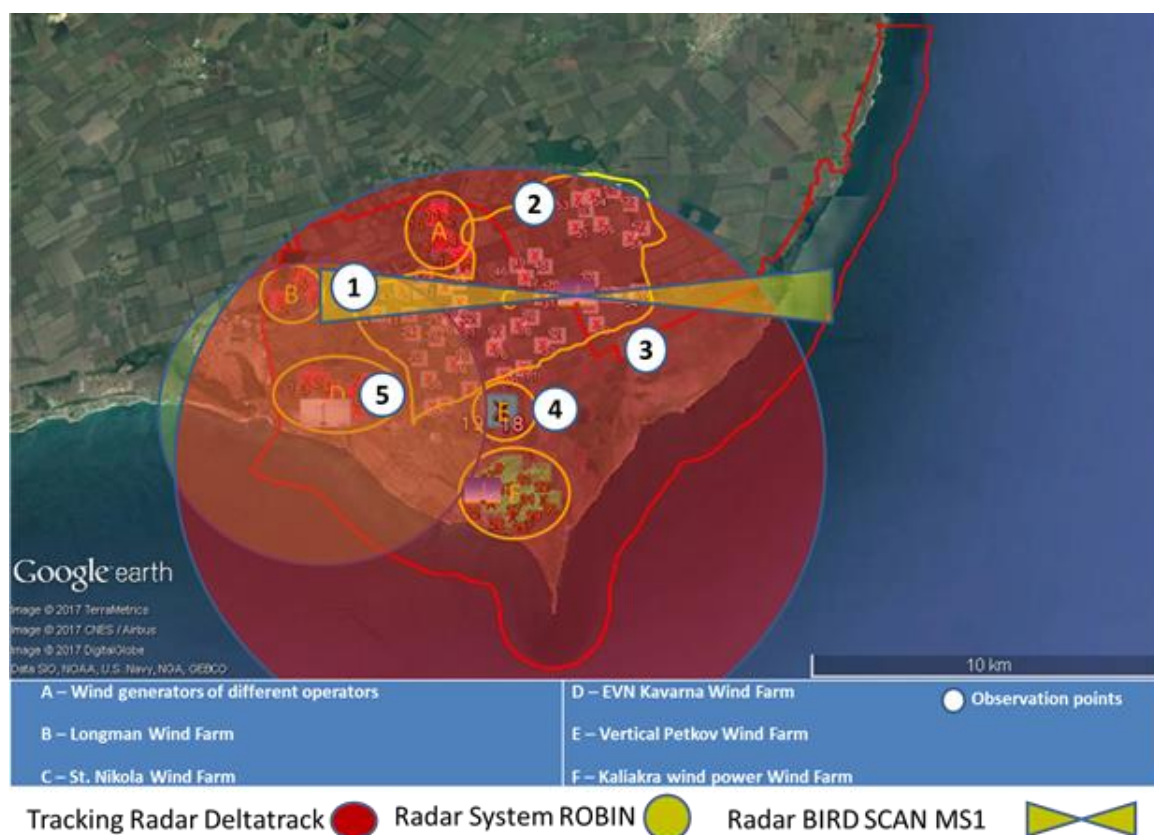 2
A
1
B
C
3
D
5
E
4
19
18
F
Google earth
Image © 2017 TerraMetrics
Image © 2017 CNES / Airbus
Image © 2017 DigitalGlobe
Data SIO, NOAA, U.S. Navy, NGA, GEBCO
10 km
A – Wind generators of different operators
B – Longman Wind Farm
C – St. Nikola Wind Farm
D – EVN Kavarna Wind Farm
E – Vertical Petkov Wind Farm
F – Kaliakra wind power Wind Farm
Observation points
Tracking Radar Deltatrack
Radar System ROBIN
Radar BIRD SCAN MS1